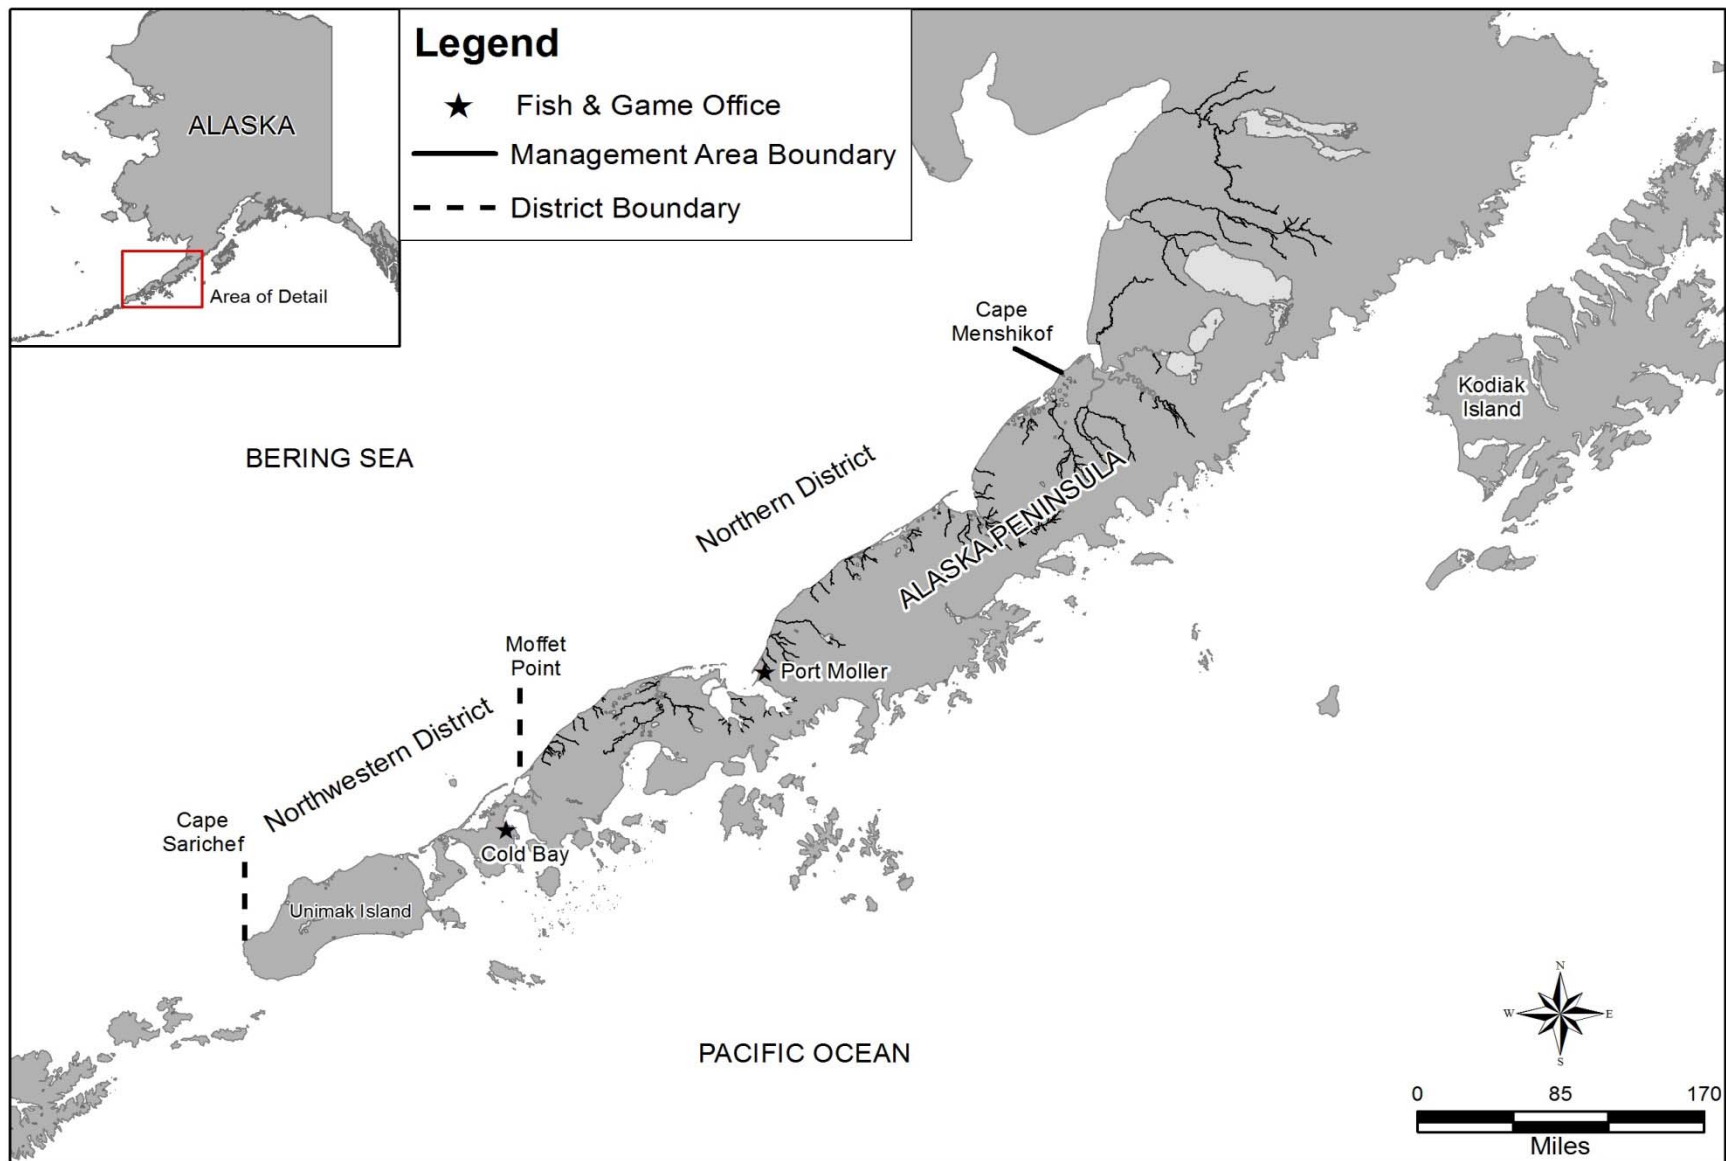 ALASKA
Area of Detail
Legend
Fish & Game Office
Management Area Boundary
District Boundary
Cape
Menshikof
Kodiak
Island
BERING SEA
Northern District
ALASKA PENINSULA
Moffet
Point
Port Moller
Northwestern District
Cape
Sarichef
Cold Bay
Unimak Island
PACIFIC OCEAN
N
W E
S
0 85 170
Miles